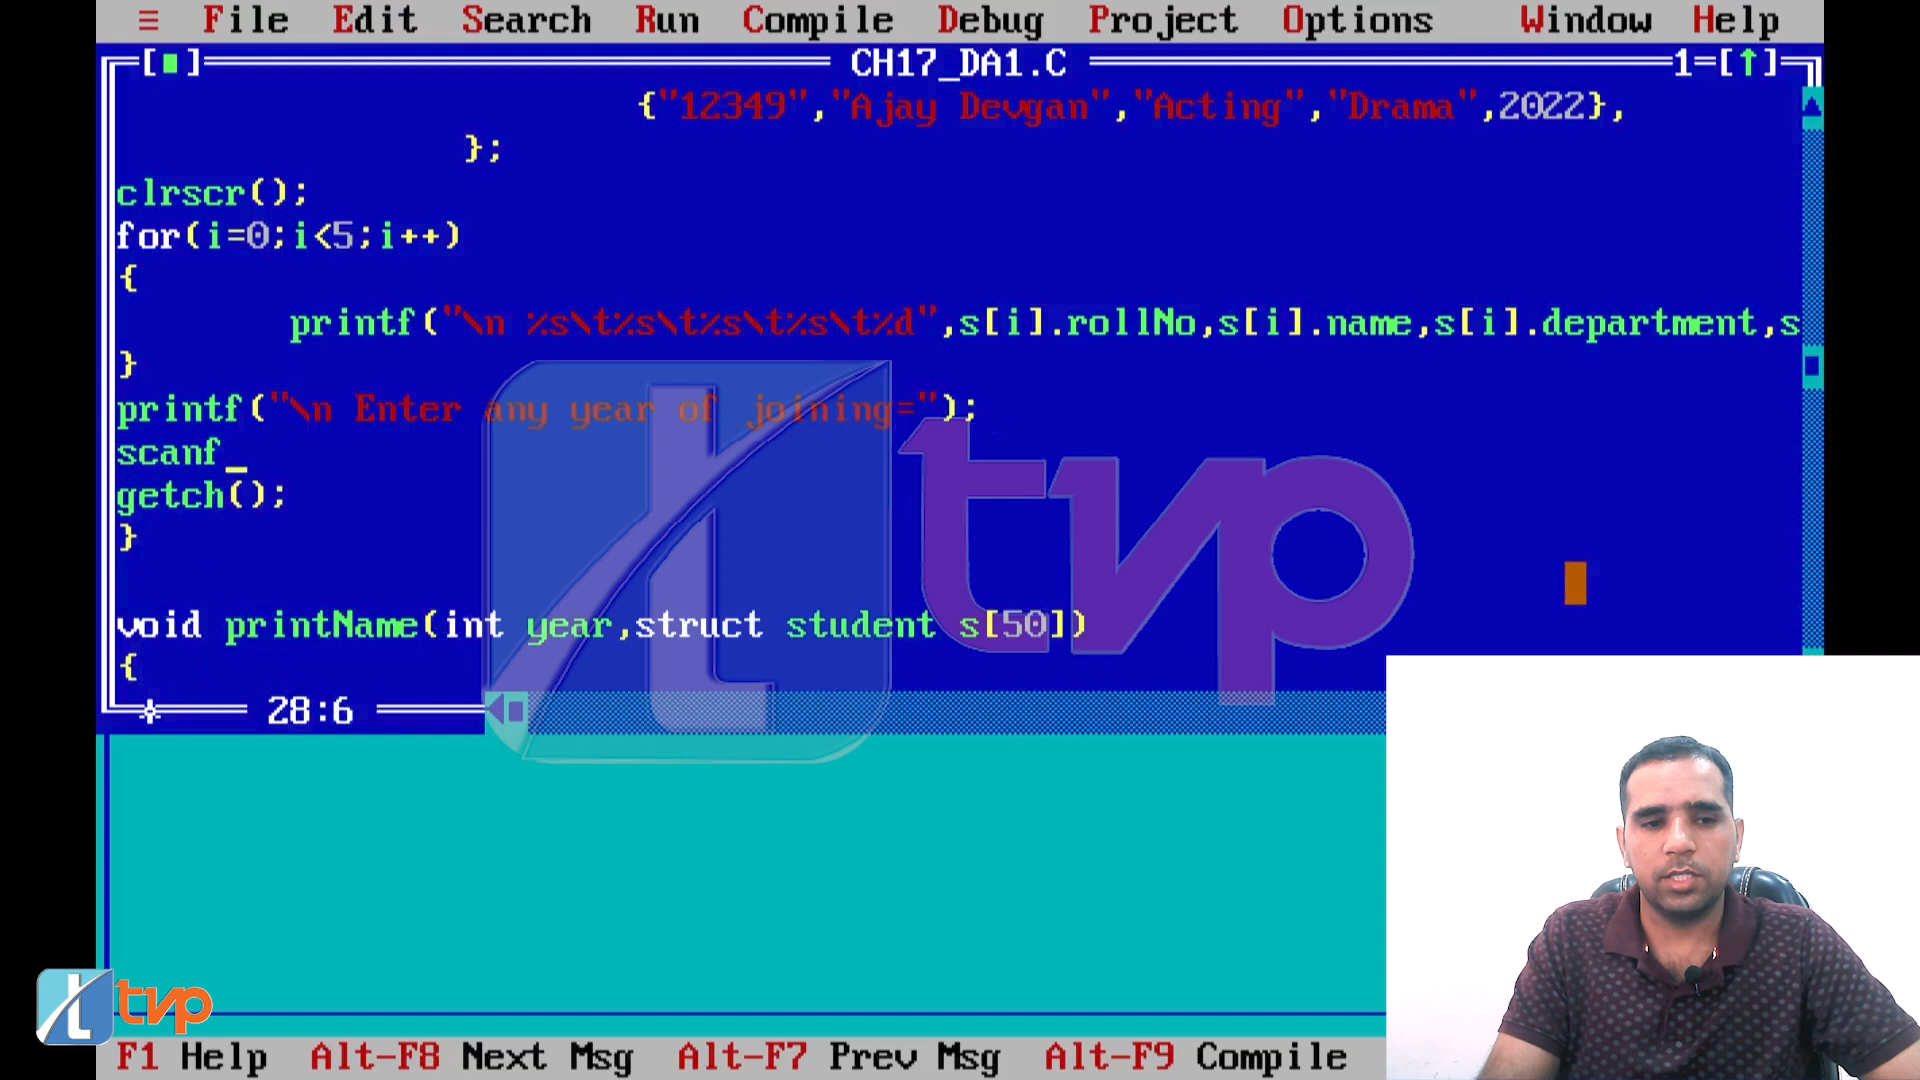 ≡ File Edit Search Run Compile Debug Project Options Window Help
[■] CH17_DA1.C 1=[↑]
{"12349","Ajay Devgan","Acting","Drama",2022},
};
clrscr();
for(i=0;i<5;i++)
{
printf("\n %s\t%s\t%s\t%s\t%d",s[i].rollNo,s[i].name,s[i].department,s
}
printf("\n Enter any year of joining=");
scanf_
getch();
}
void printName(int year,struct student s[50])
{
28:6
tvp
tvp
F1 Help Alt-F8 Next Msg Alt-F7 Prev Msg Alt-F9 Compile